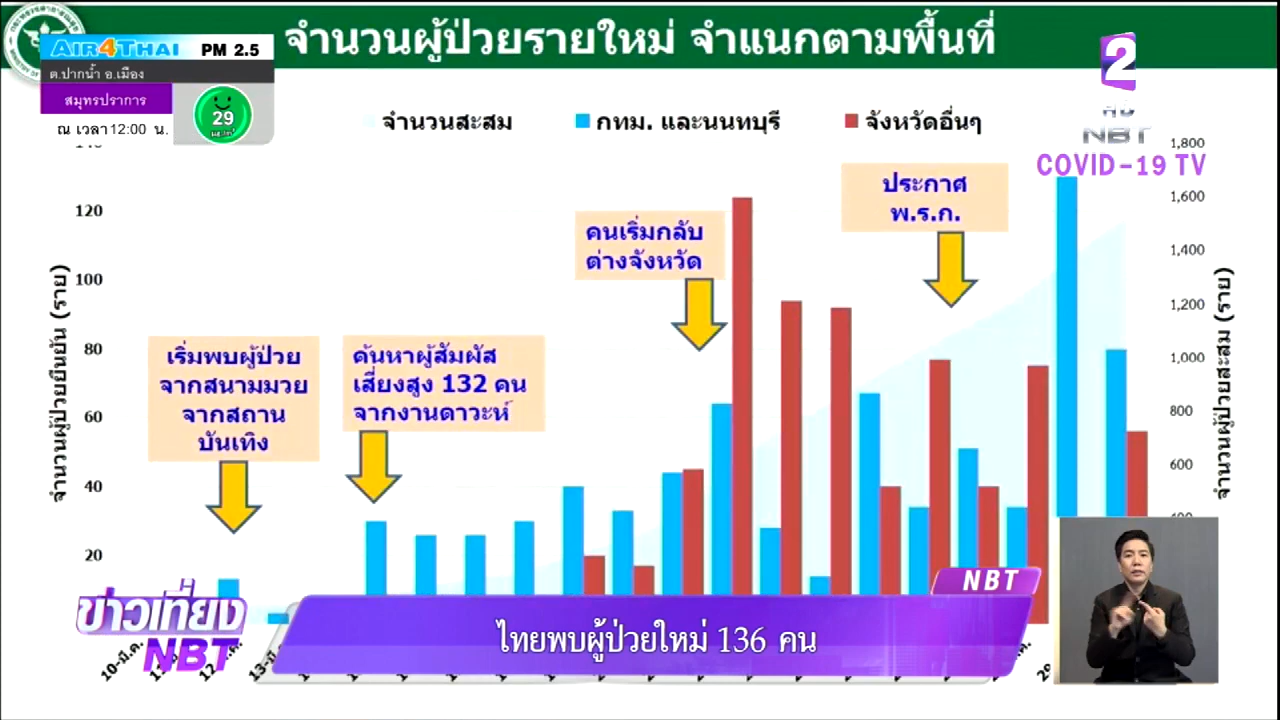 จำนวนผู้ป่วยรายใหม่ จำแนกตามพื้นที่
AIR4THAI PM 2.5
ต.ปากน้ำ อ.เมือง
สมุทรปราการ
29
ณ เวลา 12:00 น.
2
NBT
COVID-19 TV
จำนวนสะสม
กทม. และนนทบุรี
จังหวัดอื่นๆ
จำนวนผู้ป่วยยืนยัน (ราย)
120
100
80
60
40
20
1,800
1,600
1,400
1,200
1,000
800
600
400
จำนวนผู้ป่วยสะสม (ราย)
ประกาศ
พ.ร.ก.
คนเริ่มกลับ
ต่างจังหวัด
เริ่มพบผู้ป่วย
จากสนามมวย
จากสถาน
บันเทิง
ค้นหาผู้สัมผัส
เสี่ยงสูง 132 คน
จากงานดาวะห์
10-มี.ค.
ข่าวเที่ยง
NBT
NBT
ไทยพบผู้ป่วยใหม่ 136 คน